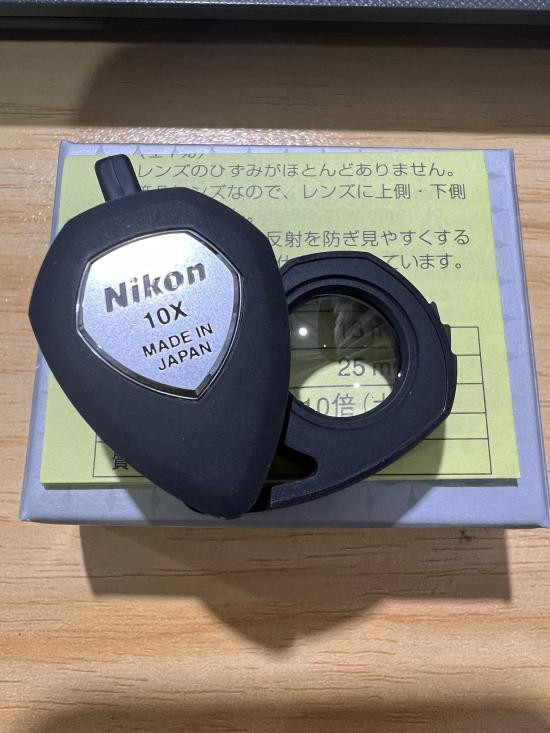 レンズのひずみがほとんどありません。
レンズなので、レンズに上側・下側
反射を防ぎ見やすくする
ています。
Nikon
10X
MADE IN
JAPAN
25 m
10倍
質